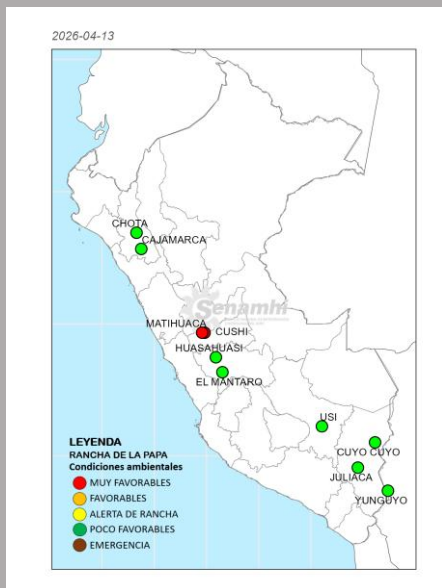 2026-04-13
CHOTA
CAJAMARCA
Senamhi
MATIHUACA
CUSHI
HUASAHUASI
EL MANTARO
USI
CUYO CUYO
JULIACA
YUNGUYO
LEYENDA
RANCHA DE LA PAPA
Condiciones ambientales
MUY FAVORABLES
FAVORABLES
ALERTA DE RANCHA
POCO FAVORABLES
EMERGENCIA